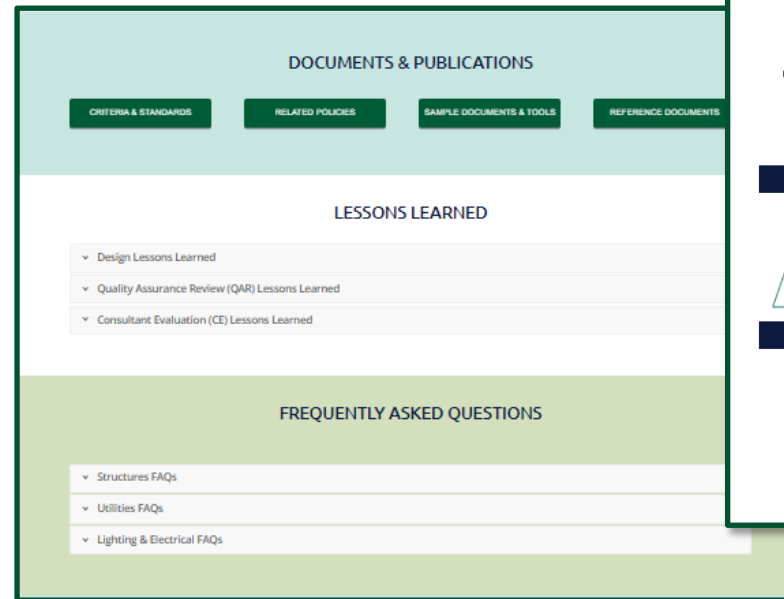 DOCUMENTS & PUBLICATIONS
CRITERIA & STANDARDS
RELATED POLICIES
SAMPLE DOCUMENTS & TOOLS
REFERENCE DOCUMENTS
LESSONS LEARNED
Design Lessons Learned
Quality Assurance Review (QAR) Lessons Learned
Consultant Evaluation (CE) Lessons Learned
FREQUENTLY ASKED QUESTIONS
Structures FAQs
Utilities FAQs
Lighting & Electrical FAQs